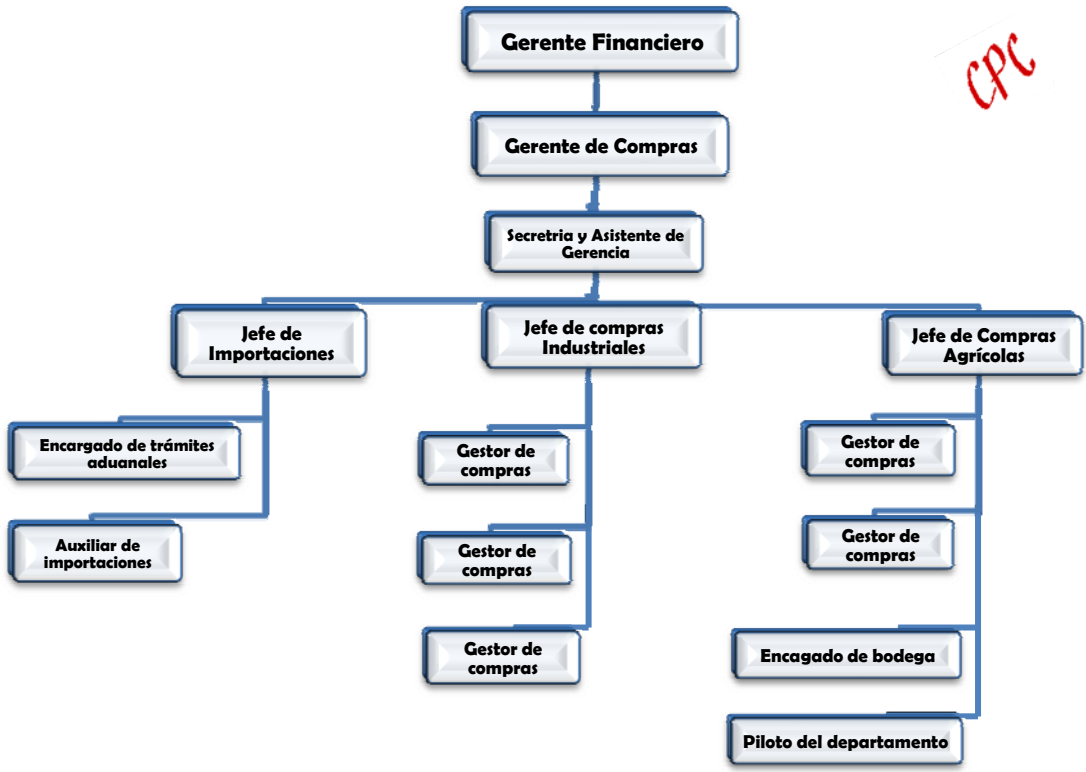 CPC
Gerente Financiero
Gerente de Compras
Secretria y Asistente de
Gerencia
Jefe de
Importaciones
Jefe de compras
Industriales
Jefe de Compras
Agrícolas
Encargado de trámites
aduanales
Auxiliar de
importaciones
Gestor de
compras
Gestor de
compras
Gestor de
compras
Gestor de
compras
Gestor de
compras
Encagado de bodega
Piloto del departamento